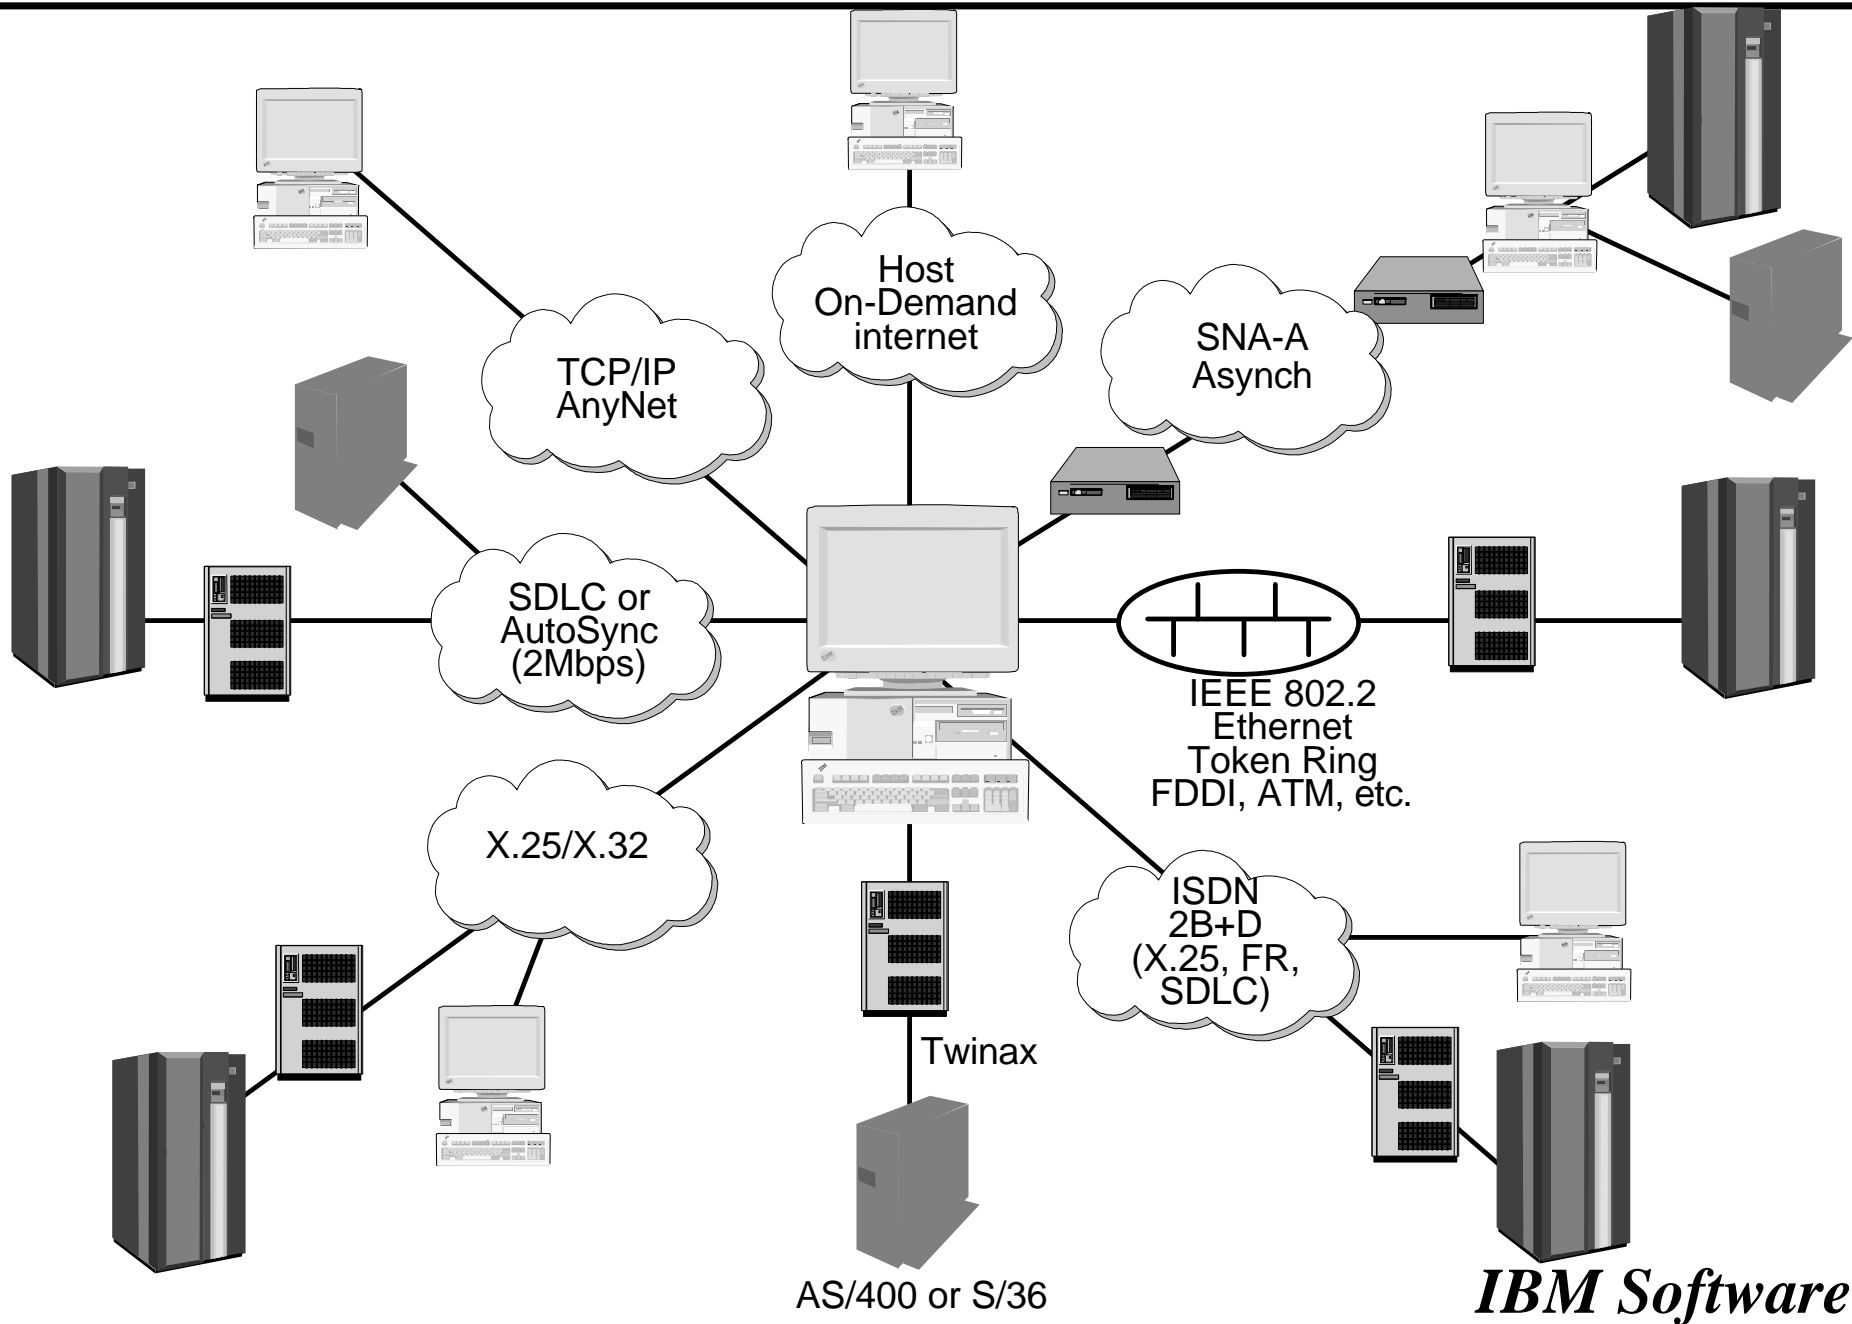 Host
On-Demand
internet
SNA-A
Asynch
TCP/IP
AnyNet
SDLC or
AutoSync
(2Mbps)
IEEE 802.2
Ethernet
Token Ring
FDDI, ATM, etc.
X.25/X.32
ISDN
2B+D
(X.25, FR,
SDLC)
Twinax
AS/400 or S/36
IBM Software